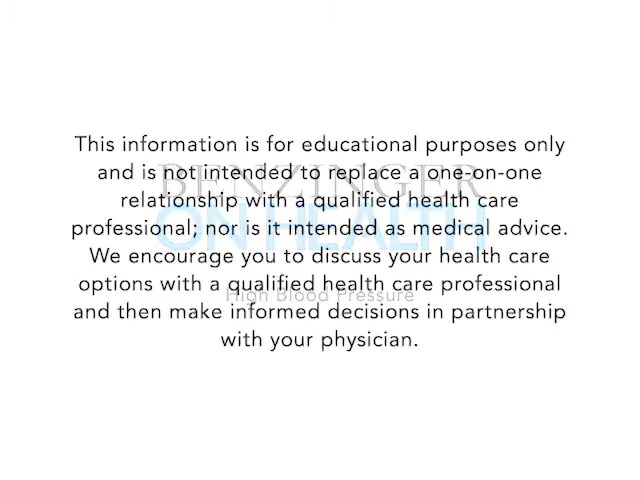 This information is for educational purposes only
and is not intended to replace a one-on-one
relationship with a qualified health care
professional; nor is it intended as medical advice.
We encourage you to discuss your health care
options with a qualified health care professional
and then make informed decisions in partnership
with your physician.
BENZINGER
ON HEALTH
High Blood Pressure